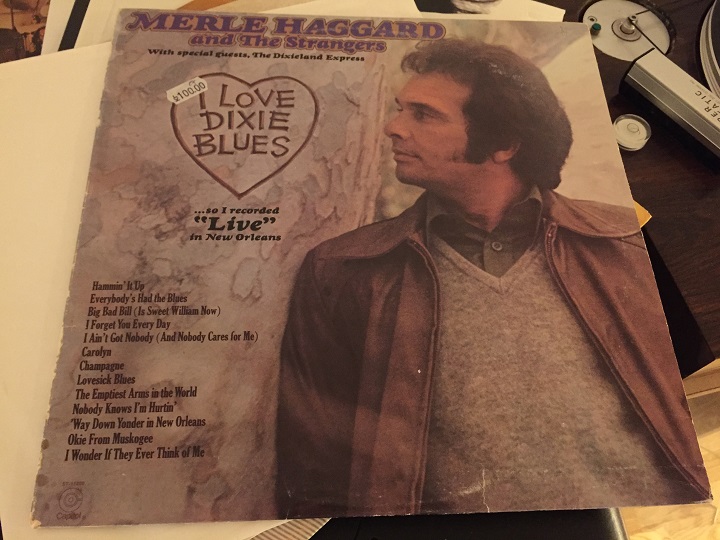 MERLE HAGGARD
and The Strangers
With special guests, The Dixieland Express
100.00
I LOVE
DIXIE
BLUES
...so I recorded
"Live"
in New Orleans
Hammin' It Up
Everybody's Had the Blues
Big Bad Bill (Is Sweet William Now)
I Forget You Every Day
I Ain't Got Nobody (And Nobody Cares for Me)
Carolyn
Champagne
Lovesick Blues
The Emptiest Arms in the World
Nobody Knows I'm Hurtin'
'Way Down Yonder in New Orleans
Okie From Muskogee
I Wonder If They Ever Think of Me
Capitol